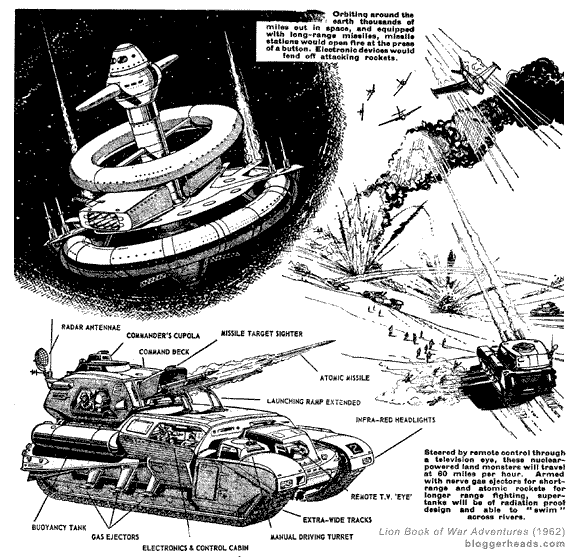 Orbiting around the
earth thousands of
miles out in space, and equipped
with long-range missiles, missile
stations would open fire at the press
of a button. Electronic devices would
fend off attacking rockets.
RADAR ANTENNAE
COMMANDER'S CUPOLA
MISSILE TARGET SIGHTER
COMMAND DECK
ATOMIC MISSILE
LAUNCHING RAMP EXTENDED
INFRA-RED HEADLIGHTS
Steered by remote control through
a television eye, these nuclear-
powered land monsters will travel
at 60 miles per hour. Armed
with nerve gas ejectors for short-
range and atomic rockets for
longer range fighting, super-
tanks will be of radiation proof
design and able to "swim"
across rivers.
REMOTE T.V. 'EYE'
EXTRA-WIDE TRACKS
BUOYANCY TANK
GAS EJECTORS
MANUAL DRIVING TURRET
ELECTRONICS & CONTROL CABIN
Lion Book of War Adventures (1962)
bloggerheads.com